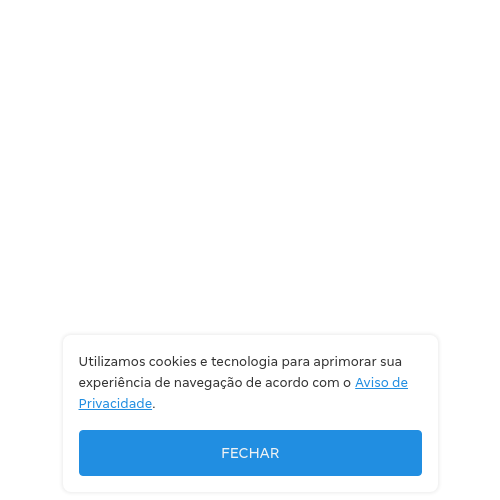 Utilizamos cookies e tecnologia para aprimorar sua
experiência de navegação de acordo com o Aviso de
Privacidade.
FECHAR